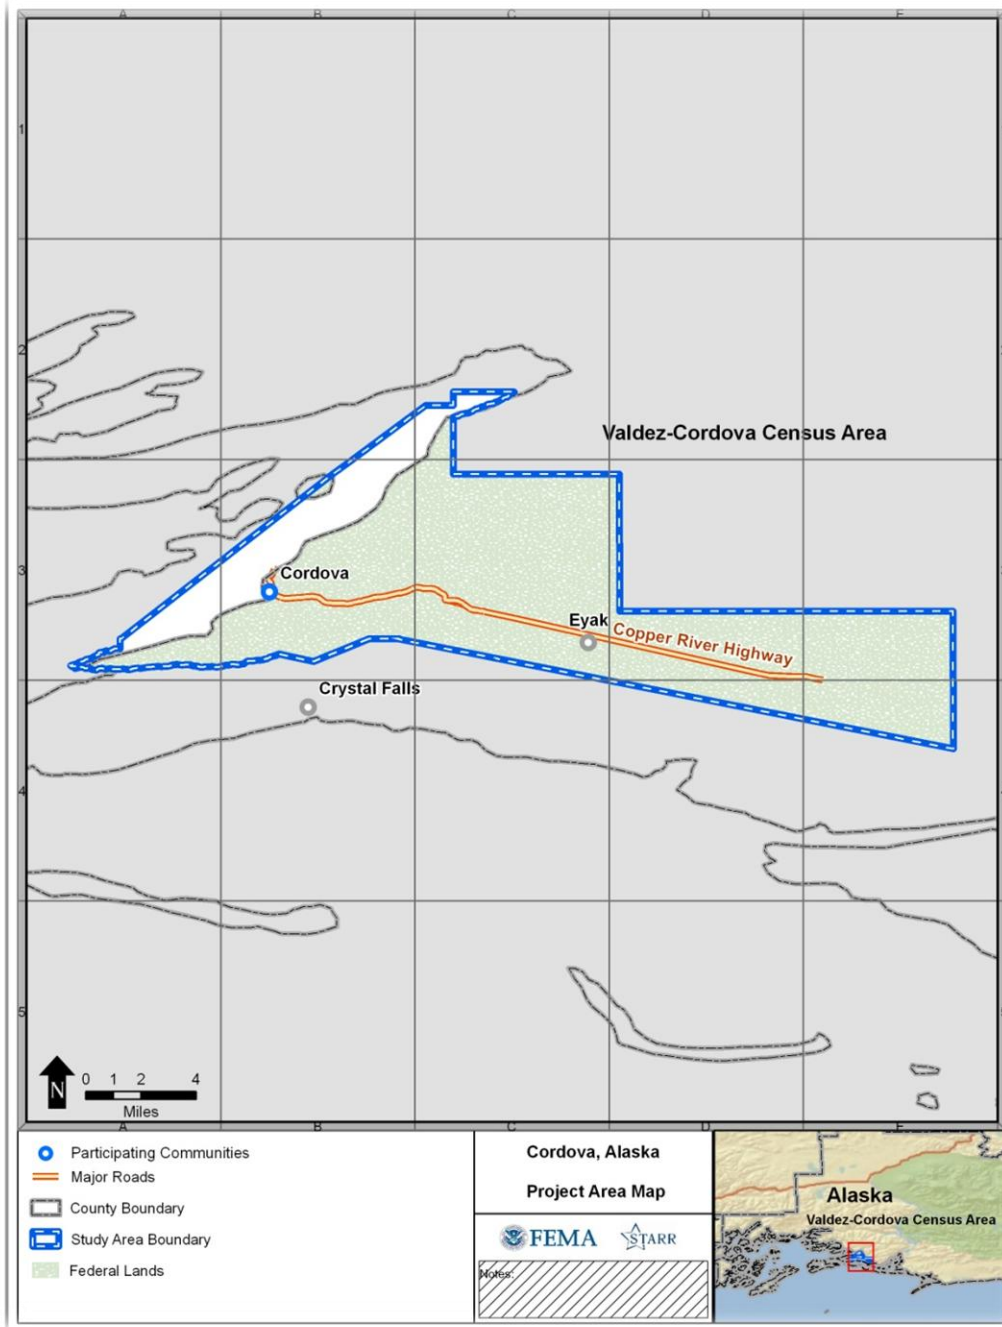 A B C D E
1
2
Valdez-Cordova Census Area
3
Cordova
Eyak
Copper River Highway
Crystal Falls
4
5
N
0 1 2 4
Miles
A B C D E
Participating Communities
Major Roads
County Boundary
Study Area Boundary
Federal Lands
Cordova, Alaska
Project Area Map
FEMA
STARR
Notes:
Alaska
Valdez-Cordova Census Area